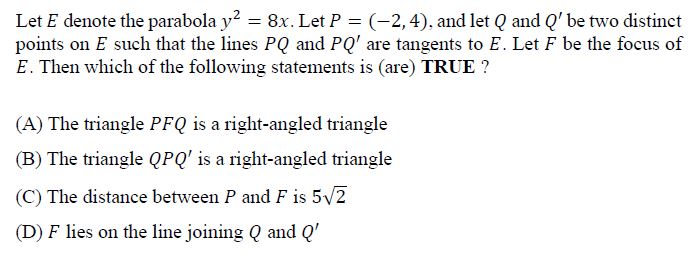 Let E denote the parabola y² = 8x. Let P = (−2, 4), and let Q and Q′ be two distinct
points on E such that the lines PQ and PQ′ are tangents to E. Let F be the focus of
E. Then which of the following statements is (are) TRUE ?
(A) The triangle PFQ is a right-angled triangle
(B) The triangle QPQ′ is a right-angled triangle
(C) The distance between P and F is 5√2
(D) F lies on the line joining Q and Q′